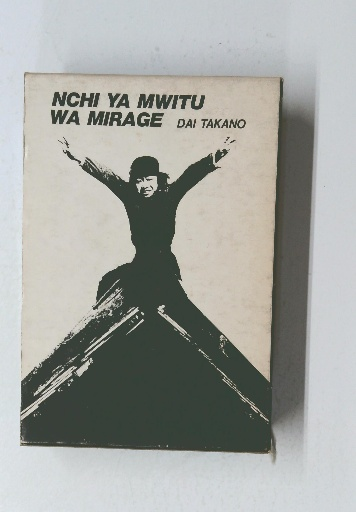 NCHI YA MWITU
WA MIRAGE DAI TAKANO